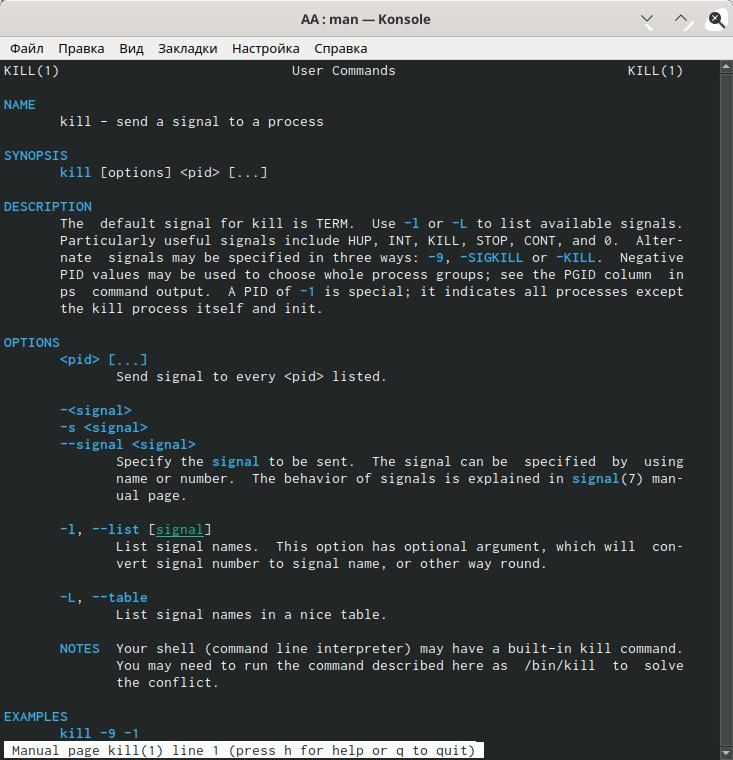 AA : man — Konsole
Файл Правка Вид Закладки Настройка Справка
KILL(1) User Commands KILL(1)
NAME
kill - send a signal to a process
SYNOPSIS
kill [options] <pid> [...]
DESCRIPTION
The default signal for kill is TERM. Use -l or -L to list available signals.
Particularly useful signals include HUP, INT, KILL, STOP, CONT, and 0. Alter-
nate signals may be specified in three ways: -9, -SIGKILL or -KILL. Negative
PID values may be used to choose whole process groups; see the PGID column in
ps command output. A PID of -1 is special; it indicates all processes except
the kill process itself and init.
OPTIONS
<pid> [...]
Send signal to every <pid> listed.
-<signal>
-s <signal>
--signal <signal>
Specify the signal to be sent. The signal can be specified by using
name or number. The behavior of signals is explained in signal(7) man-
ual page.
-l, --list [signal]
List signal names. This option has optional argument, which will con-
vert signal number to signal name, or other way round.
-L, --table
List signal names in a nice table.
NOTES Your shell (command line interpreter) may have a built-in kill command.
You may need to run the command described here as /bin/kill to solve
the conflict.
EXAMPLES
kill -9 -1
Manual page kill(1) line 1 (press h for help or q to quit)